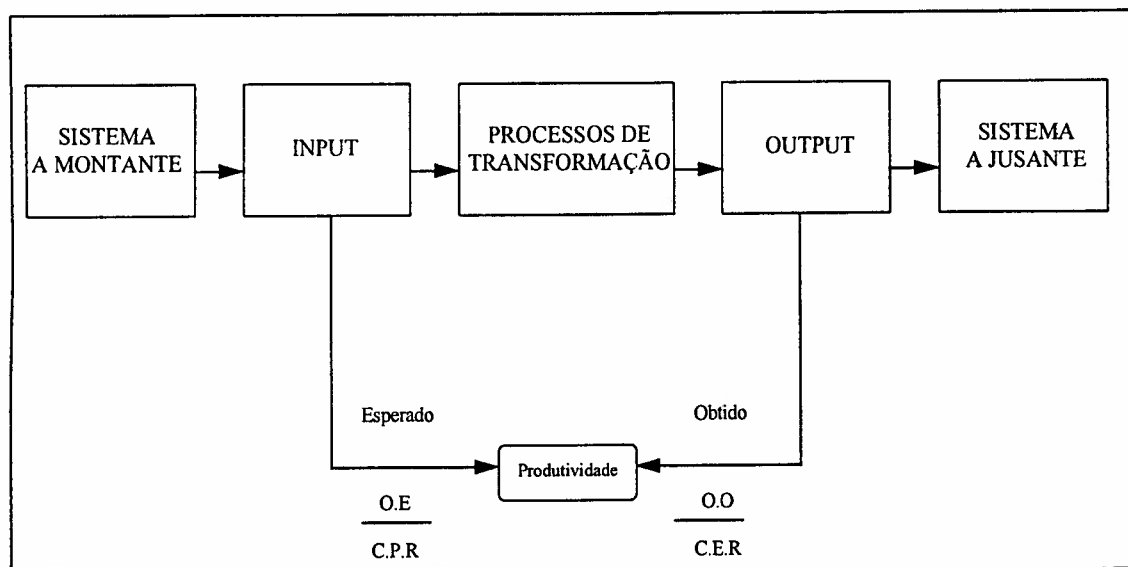 SISTEMA
A MONTANTE
INPUT
PROCESSOS DE
TRANSFORMAÇÃO
OUTPUT
SISTEMA
A JUSANTE
Esperado
Obtido
Produtividade
O.E
C.P.R
O.O
C.E.R